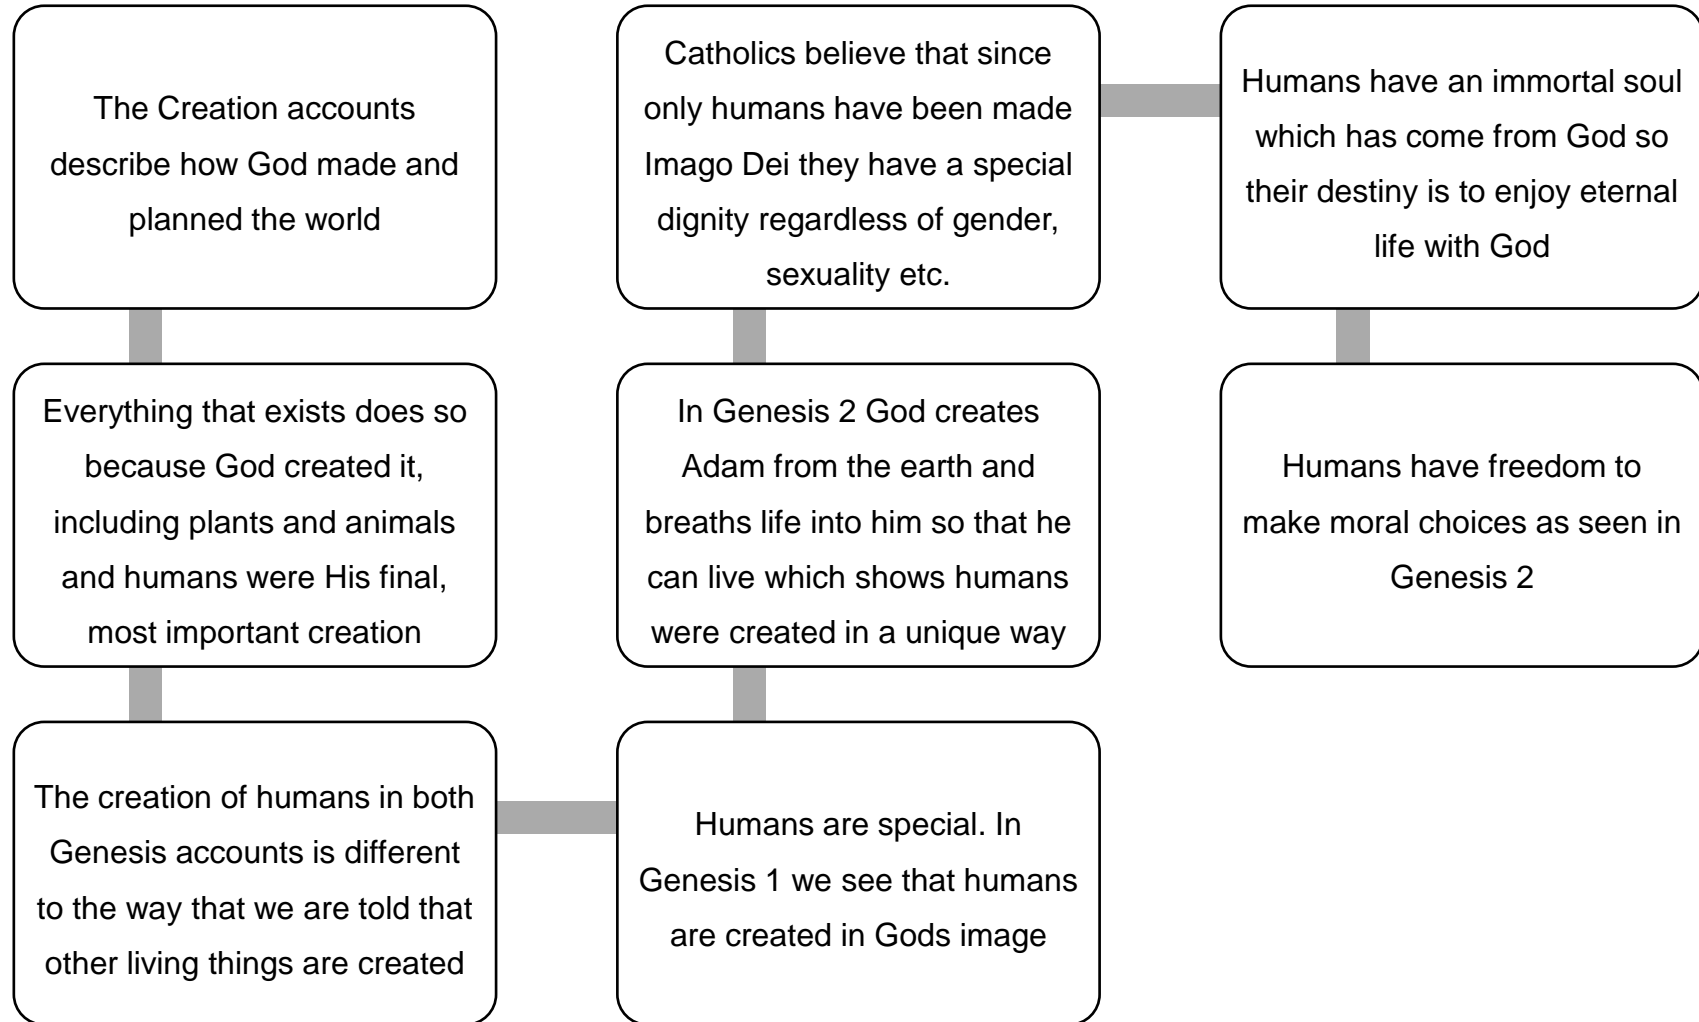 The Creation accounts
describe how God made and
planned the world
Everything that exists does so
because God created it,
including plants and animals
and humans were His final,
most important creation
The creation of humans in both
Genesis accounts is different
to the way that we are told that
other living things are created
Humans are special. In
Genesis 1 we see that humans
are created in Gods image
In Genesis 2 God creates
Adam from the earth and
breaths life into him so that he
can live which shows humans
were created in a unique way
Catholics believe that since
only humans have been made
Imago Dei they have a special
dignity regardless of gender,
sexuality etc.
Humans have an immortal soul
which has come from God so
their destiny is to enjoy eternal
life with God
Humans have freedom to
make moral choices as seen in
Genesis 2